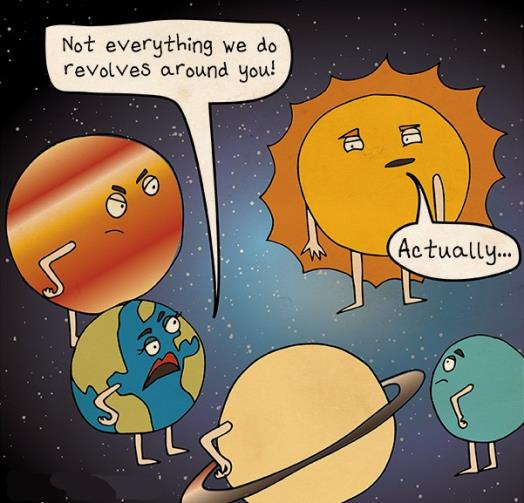 Not everything we do
revolves around you!
Actually...